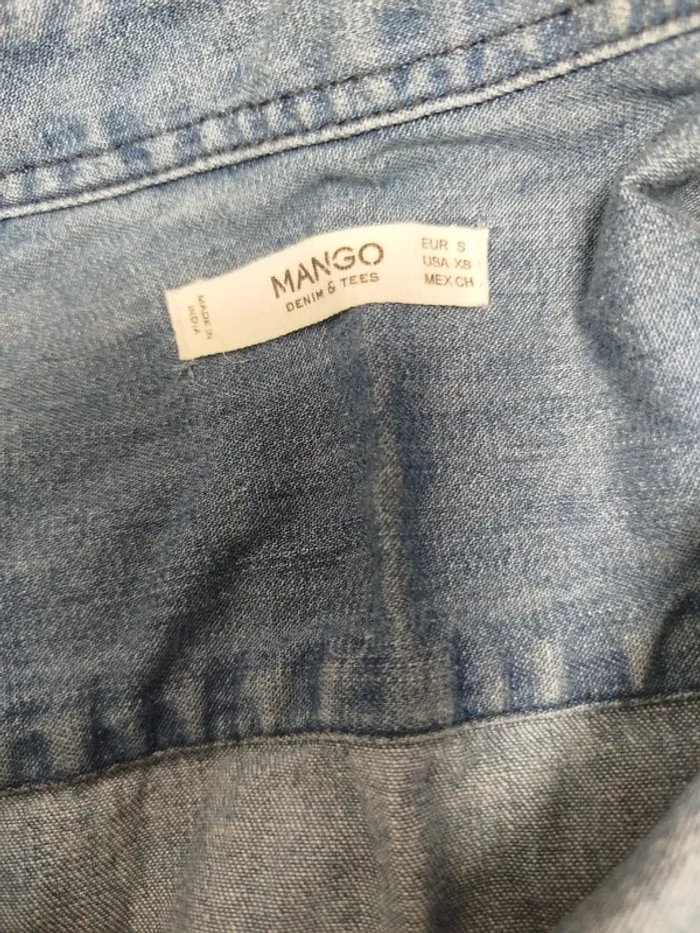 MANGO
DENIM & TEES
EUR S
USA XS
MEX CH
MADE IN
INDIA